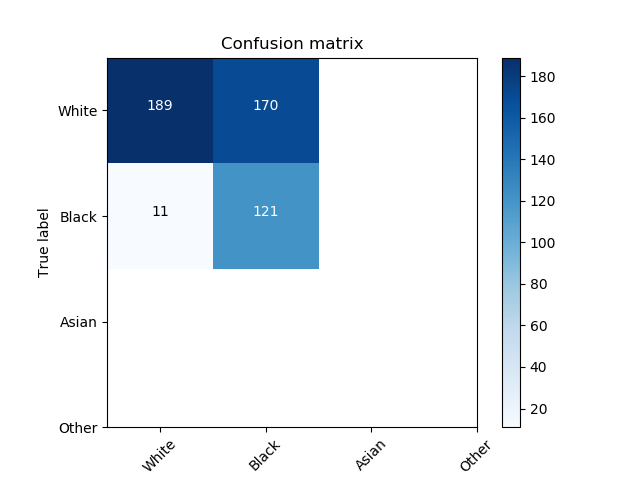 Confusion matrix
True label
White
Black
Asian
Other
189 170
11 121
White Black Asian Other
180
160
140
120
100
80
60
40
20